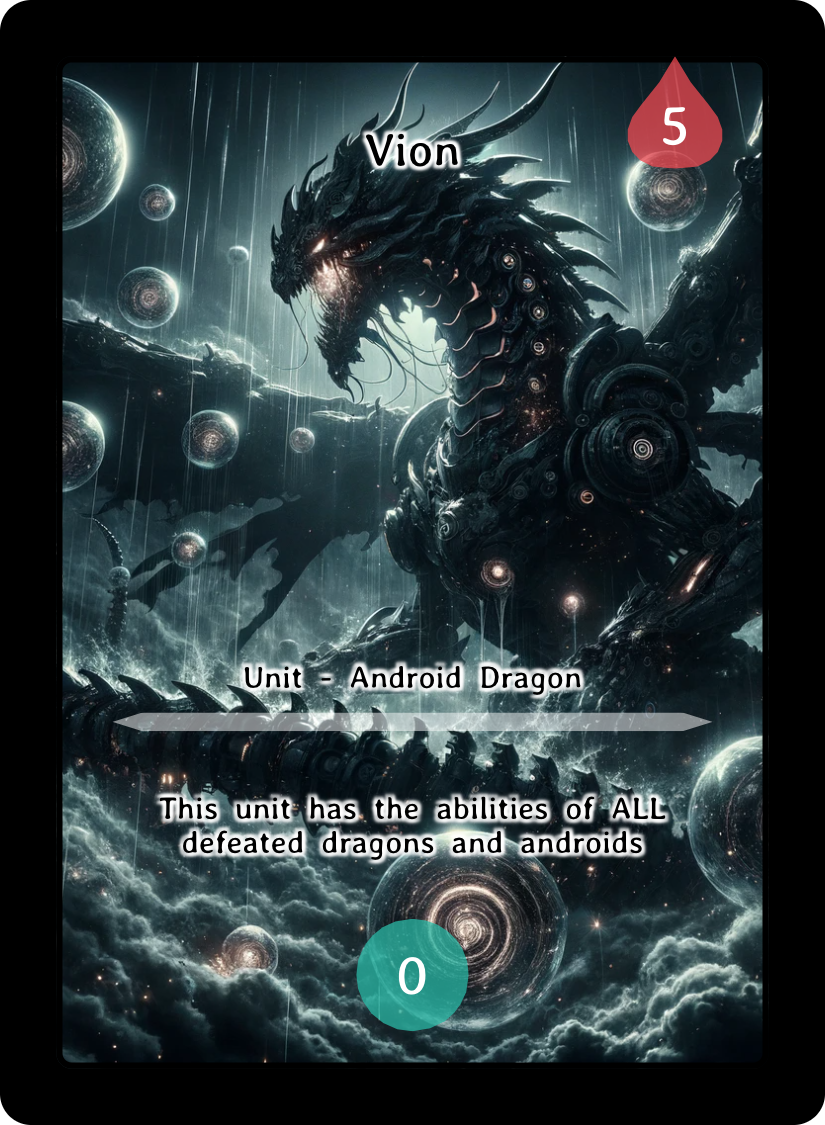 5
Vion
Unit - Android Dragon
This unit has the abilities of ALL
defeated dragons and androids
0